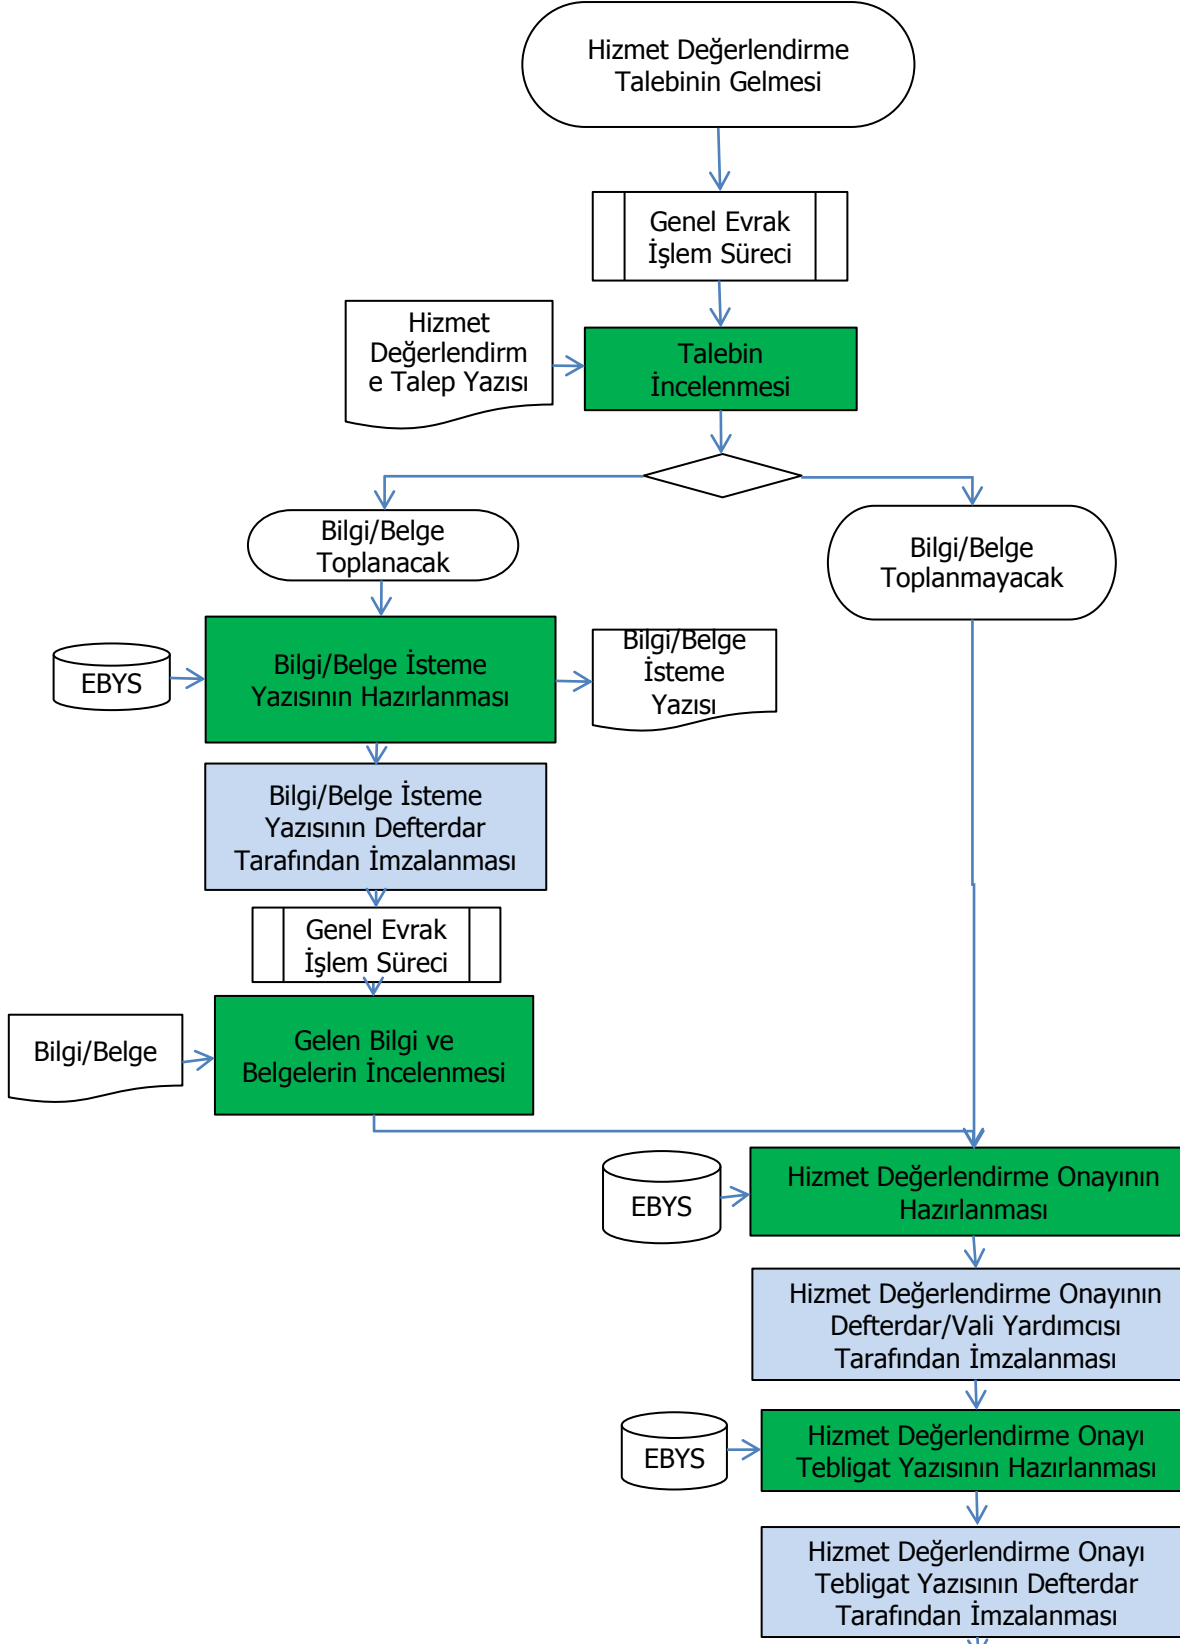 Hizmet Değerlendirme
Talebinin Gelmesi
Genel Evrak
İşlem Süreci
Hizmet
Değerlendirm
e Talep Yazısı
Talebin
İncelenmesi
Bilgi/Belge
Toplanacak
Bilgi/Belge
Toplanmayacak
EBYS
Bilgi/Belge İsteme
Yazısının Hazırlanması
Bilgi/Belge
İsteme
Yazısı
Bilgi/Belge İsteme
Yazısının Defterdar
Tarafından İmzalanması
Genel Evrak
İşlem Süreci
Bilgi/Belge
Gelen Bilgi ve
Belgelerin İncelenmesi
EBYS
Hizmet Değerlendirme Onayının
Hazırlanması
Hizmet Değerlendirme Onayının
Defterdar/Vali Yardımcısı
Tarafından İmzalanması
EBYS
Hizmet Değerlendirme Onayı
Tebligat Yazısının Hazırlanması
Hizmet Değerlendirme Onayı
Tebligat Yazısının Defterdar
Tarafından İmzalanması